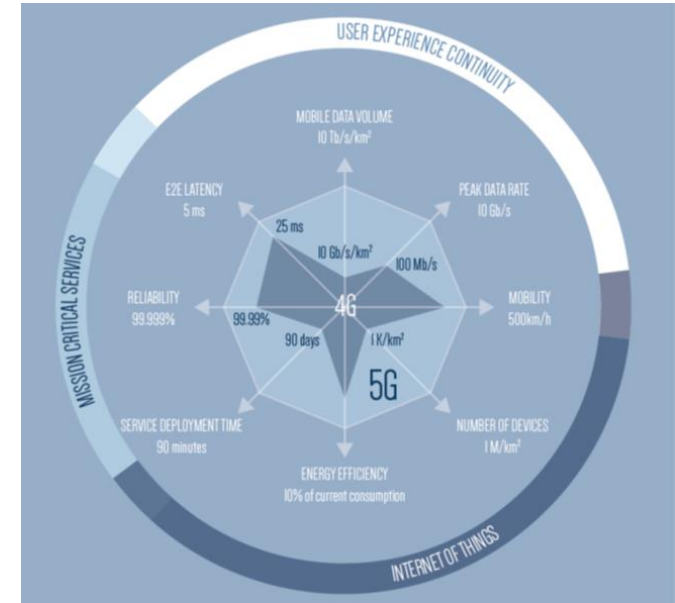 USER EXPERIENCE CONTINUITY
MOBILE DATA VOLUME
10 Tb/s/km²
E2E LATENCY
5 ms
PEAK DATA RATE
10 Gb/s
25 ms
10 Gb/s/km²
100 Mb/s
MISSION CRITICAL SERVICES
RELIABILITY
99.999%
99.99%
4G
MOBILITY
500km/h
90 days
1 K/km²
5G
SERVICE DEPLOYMENT TIME
90 minutes
NUMBER OF DEVICES
1 M/km²
ENERGY EFFICIENCY
10% of current consumption
INTERNET OF THINGS